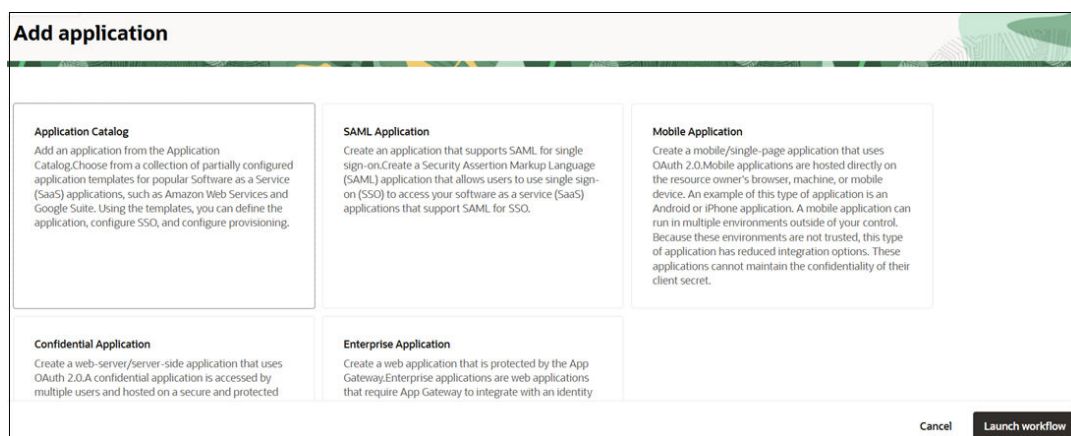 Add application
Application Catalog
Add an application from the Application
Catalog.Choose from a collection of partially configured
application templates for popular Software as a Service
(SaaS) applications, such as Amazon Web Services and
Google Suite. Using the templates, you can define the
application, configure SSO, and configure provisioning.
SAML Application
Create an application that supports SAML for single
sign-on.Create a Security Assertion Markup Language
(SAML) application that allows users to use single sign-
on (SSO) to access your software as a service (SaaS)
applications that support SAML for SSO.
Mobile Application
Create a mobile/single-page application that uses
OAuth 2.0.Mobile applications are hosted directly on
the resource owner's browser, machine, or mobile
device. An example of this type of application is an
Android or iPhone application. A mobile application can
run in multiple environments outside of your control.
Because these environments are not trusted, this type
of application has reduced integration options. These
applications cannot maintain the confidentiality of their
client secret.
Confidential Application
Create a web-server/server-side application that uses
OAuth 2.0.A confidential application is accessed by
multiple users and hosted on a secure and protected
Enterprise Application
Create a web application that is protected by the App
Gateway.Enterprise applications are web applications
that require App Gateway to integrate with an identity
Cancel
Launch workflow